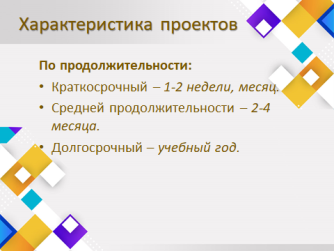 Характеристика проектов
По продолжительности:
• Краткосрочный – 1-2 недели, месяц.
• Средней продолжительности – 2-4
месяца.
• Долгосрочный – учебный год.